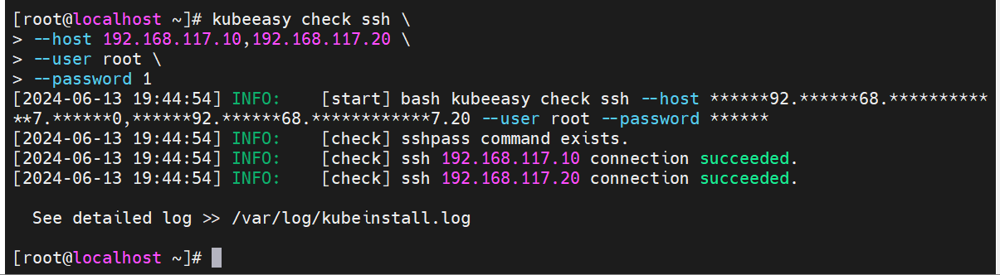 [root@localhost ~]# kubeeasy check ssh \
> --host 192.168.117.10,192.168.117.20 \
> --user root \
> --password 1
[2024-06-13 19:44:54] INFO:    [start] bash kubeeasy check ssh --host ******92.******68.**********
**7.******0,******92.******68.************7.20 --user root --password ******
[2024-06-13 19:44:54] INFO:    [check] sshpass command exists.
[2024-06-13 19:44:54] INFO:    [check] ssh 192.168.117.10 connection succeeded.
[2024-06-13 19:44:54] INFO:    [check] ssh 192.168.117.20 connection succeeded.
See detailed log >> /var/log/kubeinstall.log
[root@localhost ~]#